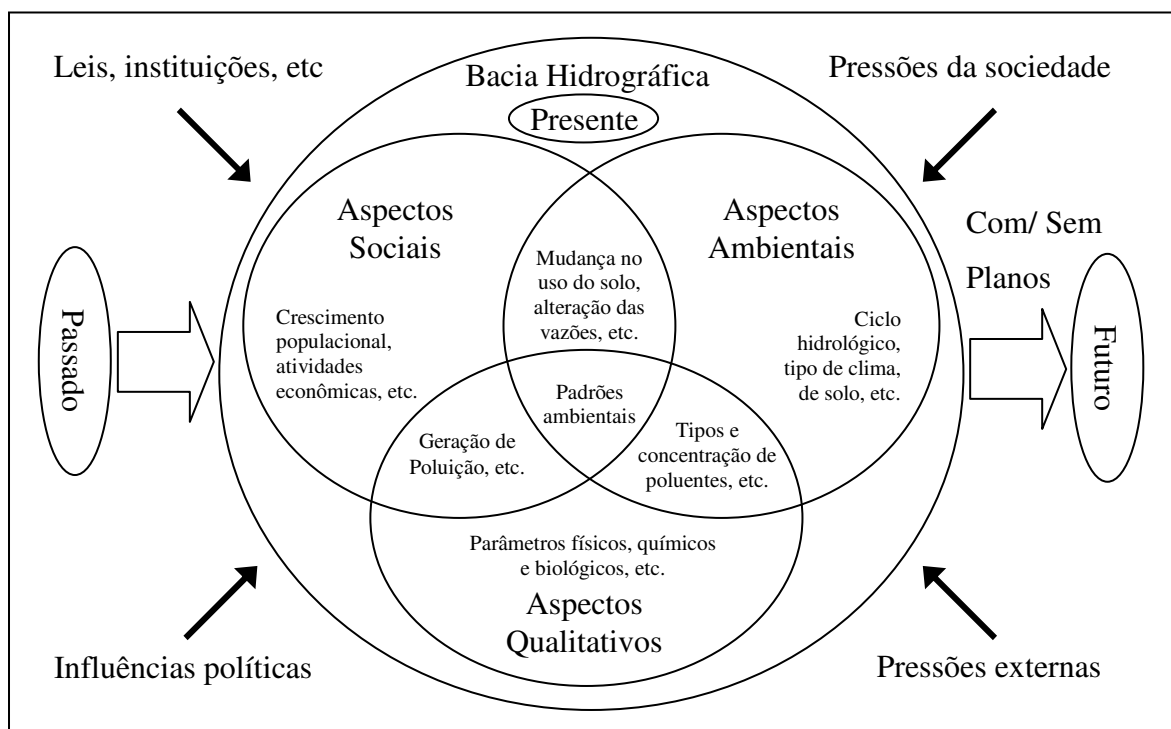 Leis, instituições, etc
Bacia Hidrográfica
Presente
Pressões da sociedade
Aspectos
Sociais
Aspectos
Ambientais
Com/ Sem
Planos
Mudança no
uso do solo,
alteração das
vazões, etc.
Passado
Crescimento
populacional,
atividades
econômicas, etc.
Ciclo
hidrológico,
tipo de clima,
de solo, etc.
Futuro
Padrões
ambientais
Geração de
Poluição, etc.
Tipos e
concentração de
poluentes, etc.
Parâmetros físicos, químicos
e biológicos, etc.
Aspectos
Qualitativos
Influências políticas
Pressões externas